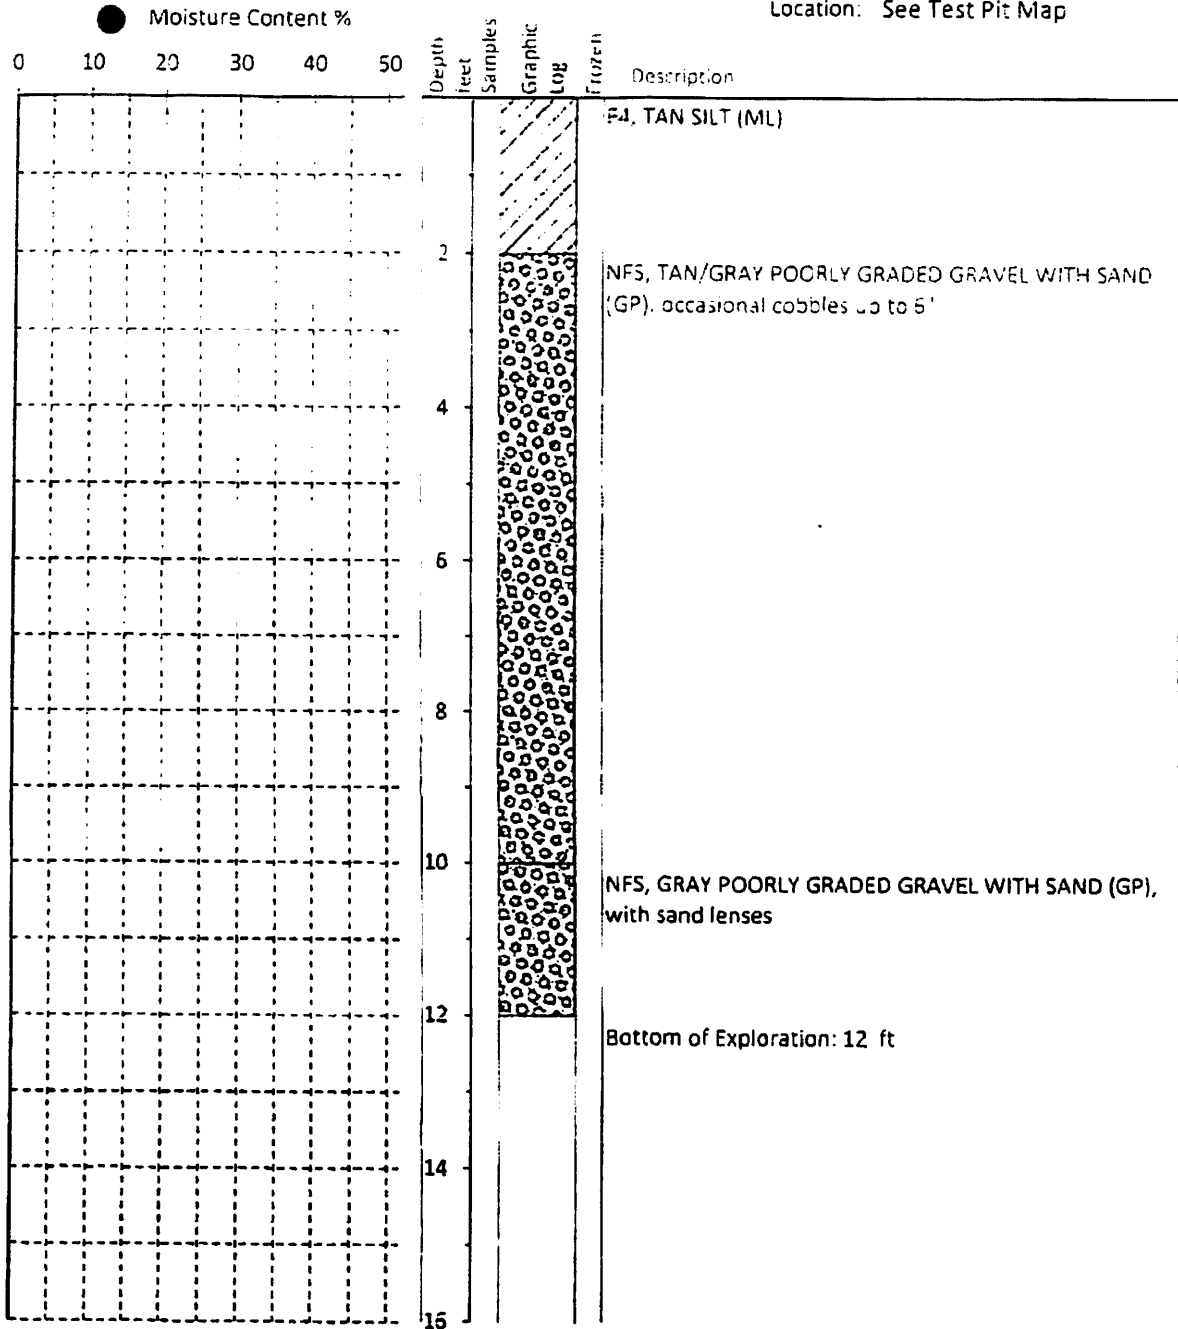 Moisture Content %
Location: See Test Pit Map
0 10 20 30 40 50
Depth feet
Samples
Graphic Log
Frozen
Description
F4, TAN SILT (ML)
2
NFS, TAN/GRAY POORLY GRADED GRAVEL WITH SAND
(GP), occasional cobbles up to
4
6
8
10
NFS, GRAY POORLY GRADED GRAVEL WITH SAND (GP),
with sand lenses
12
Bottom of Exploration: 12 ft
14
16